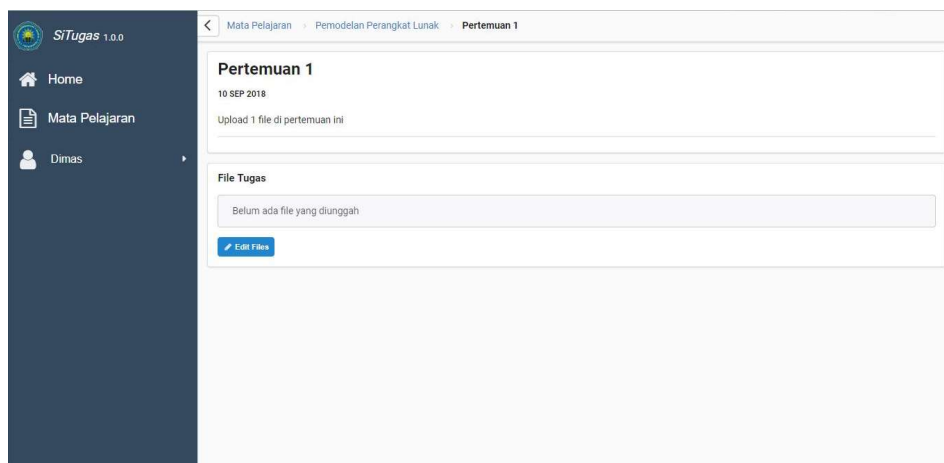 SiTugas 1.0.0
Home
Mata Pelajaran
Dimas
Mata Pelajaran Pemodelan Perangkat Lunak Pertemuan 1
Pertemuan 1
10 SEP 2018
Upload 1 file di pertemuan ini
File Tugas
Belum ada file yang diunggah
Edit Files